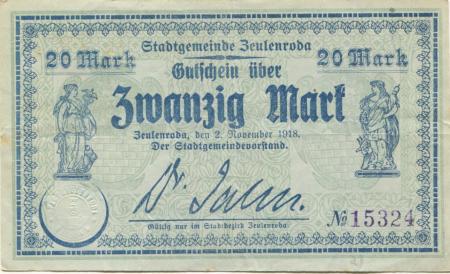 Stadtgemeinde Zeulenroda
20 Mark
20 Mark
Gutschein über
Zwanzig Mark
Zeulenroda, den 2. November 1918.
Der Stadtgemeindevorstand.
№ 15324
Gültig nur im Stadtbezirk Zeulenroda